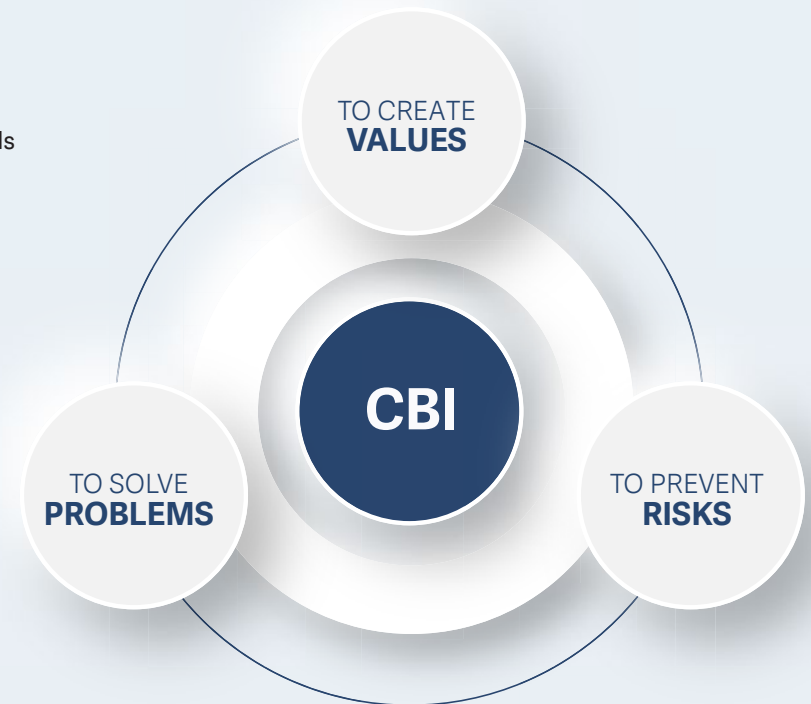 TO CREATE
VALUES
CBI
TO SOLVE
PROBLEMS
TO PREVENT
RISKS